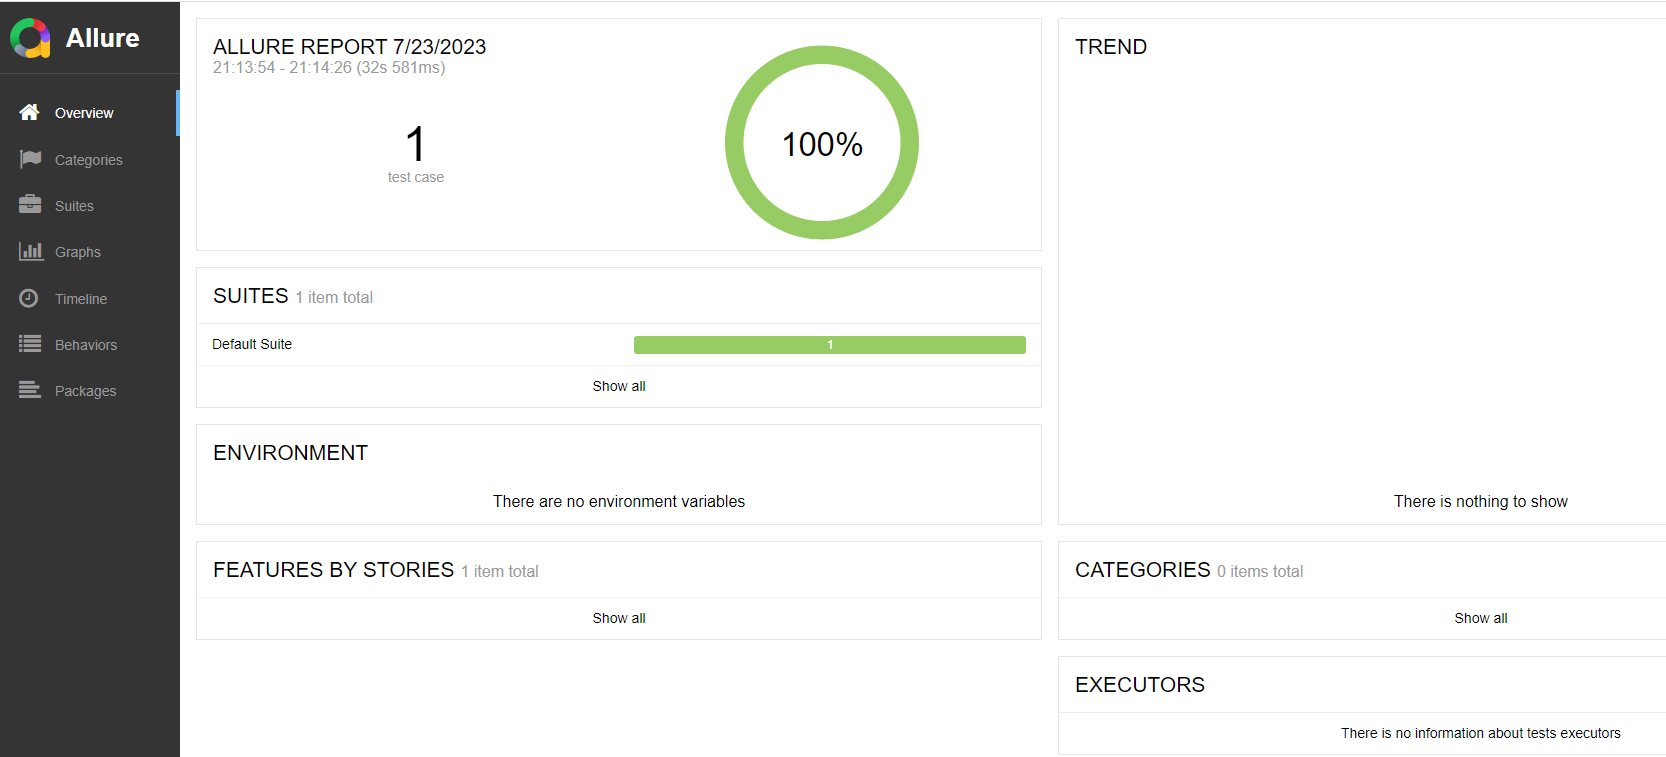 Allure
Overview
Categories
Suites
Graphs
Timeline
Behaviors
Packages
ALLURE REPORT 7/23/2023
21:13:54 - 21:14:26 (32s 581ms)
1
test case
100%
SUITES 1 item total
Default Suite 1
Show all
ENVIRONMENT
There are no environment variables
FEATURES BY STORIES 1 item total
Show all
TREND
There is nothing to show
CATEGORIES 0 items total
Show all
EXECUTORS
There is no information about tests executors